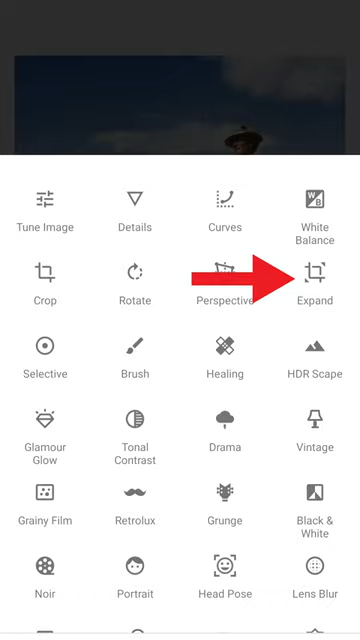 Tune Image
Details
Curves
White
Balance
Crop
Rotate
Perspective
Expand
Selective
Brush
Healing
HDR Scape
Glamour
Glow
Tonal
Contrast
Drama
Vintage
Grainy Film
Retrolux
Grunge
Black &
White
Noir
Portrait
Head Pose
Lens Blur